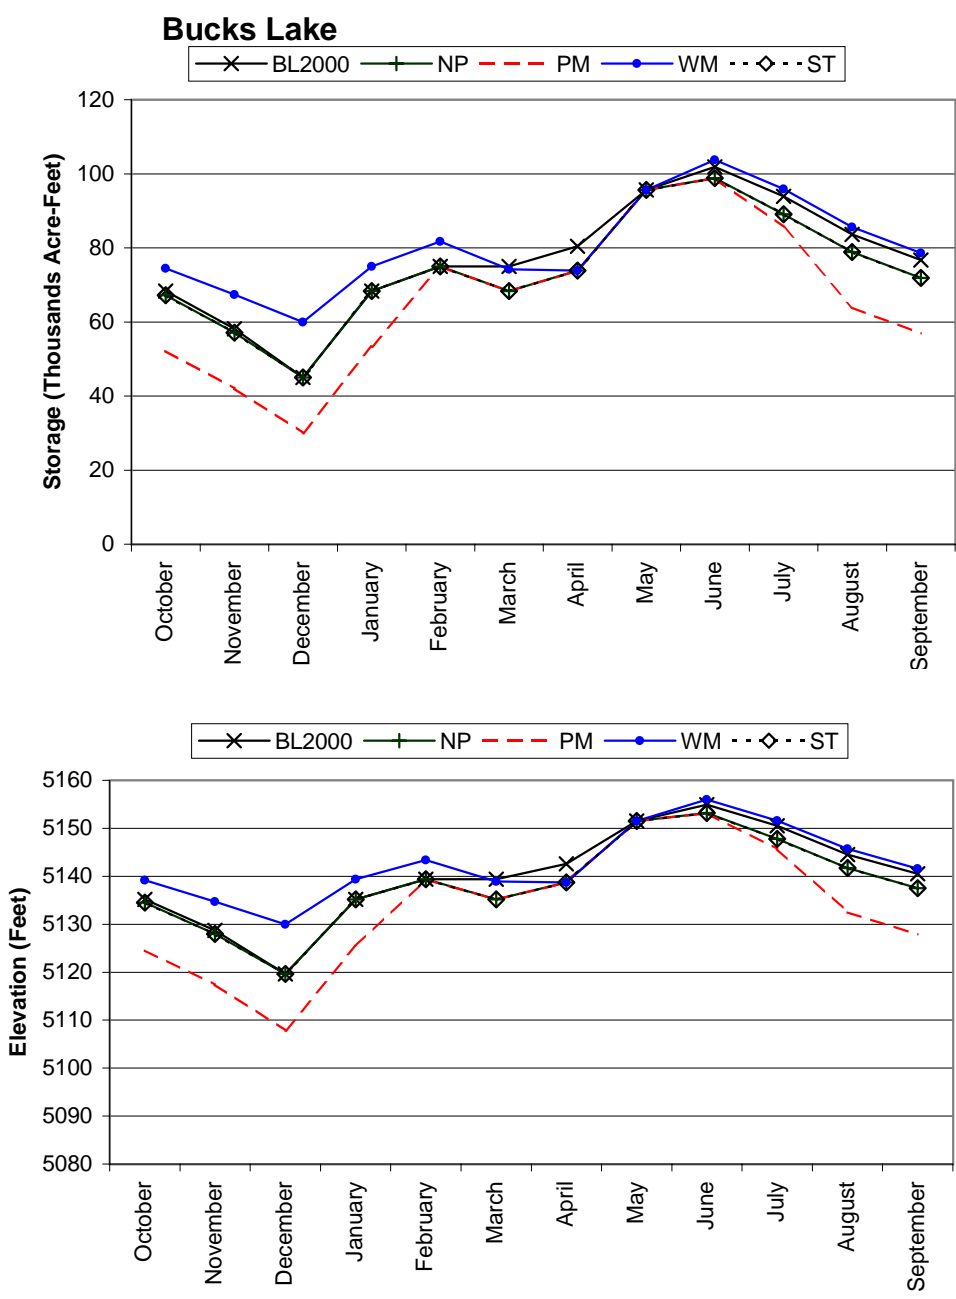 Bucks Lake
BL2000 NP PM WM ST
120
100
80
60
40
20
0
Storage (Thousands Acre-Feet)
October November December January February March April May June July August September
BL2000 NP PM WM ST
5160
5150
5140
5130
5120
5110
5100
5090
5080
Elevation (Feet)
October November December January February March April May June July August September